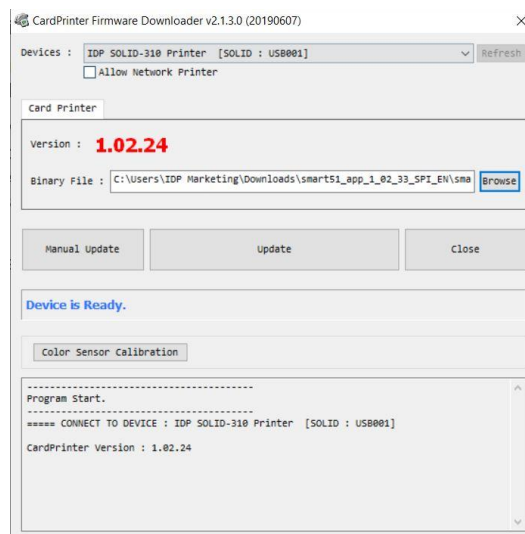 CardPrinter Firmware Downloader v2.1.3.0 (20190607)
Devices : IDP SOLID-310 Printer [SOLID : USB001] Refresh
Allow Network Printer
Card Printer
Version : 1.02.24
Binary File : C:\Users\IDP Marketing\Downloads\smart51_app_1_02_33_SPI_EN\sma Browse
Manual Update Update Close
Device is Ready.
Color Sensor Calibration
----------------------------------------
Program Start.
----------------------------------------
===== CONNECT TO DEVICE : IDP SOLID-310 Printer [SOLID : USB001]
CardPrinter Version : 1.02.24